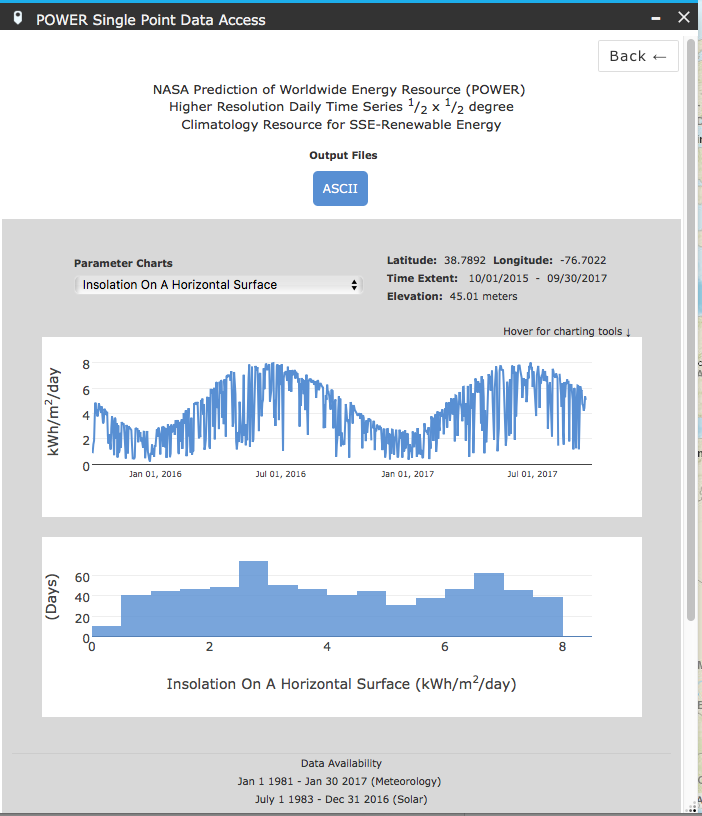 POWER Single Point Data Access
Back ←
NASA Prediction of Worldwide Energy Resource (POWER)
Higher Resolution Daily Time Series 1/2 x 1/2 degree
Climatology Resource for SSE-Renewable Energy
Output Files
ASCII
Parameter Charts
Insolation On A Horizontal Surface
Latitude: 38.7892 Longitude: -76.7022
Time Extent: 10/01/2015 - 09/30/2017
Elevation: 45.01 meters
Hover for charting tools ↓
kWh/m2/day
8
6
4
2
0
Jan 01, 2016
Jul 01, 2016
Jan 01, 2017
Jul 01, 2017
(Days)
60
40
20
0
0
2
4
6
8
Insolation On A Horizontal Surface (kWh/m2/day)
Data Availability
Jan 1 1981 - Jan 30 2017 (Meteorology)
July 1 1983 - Dec 31 2016 (Solar)